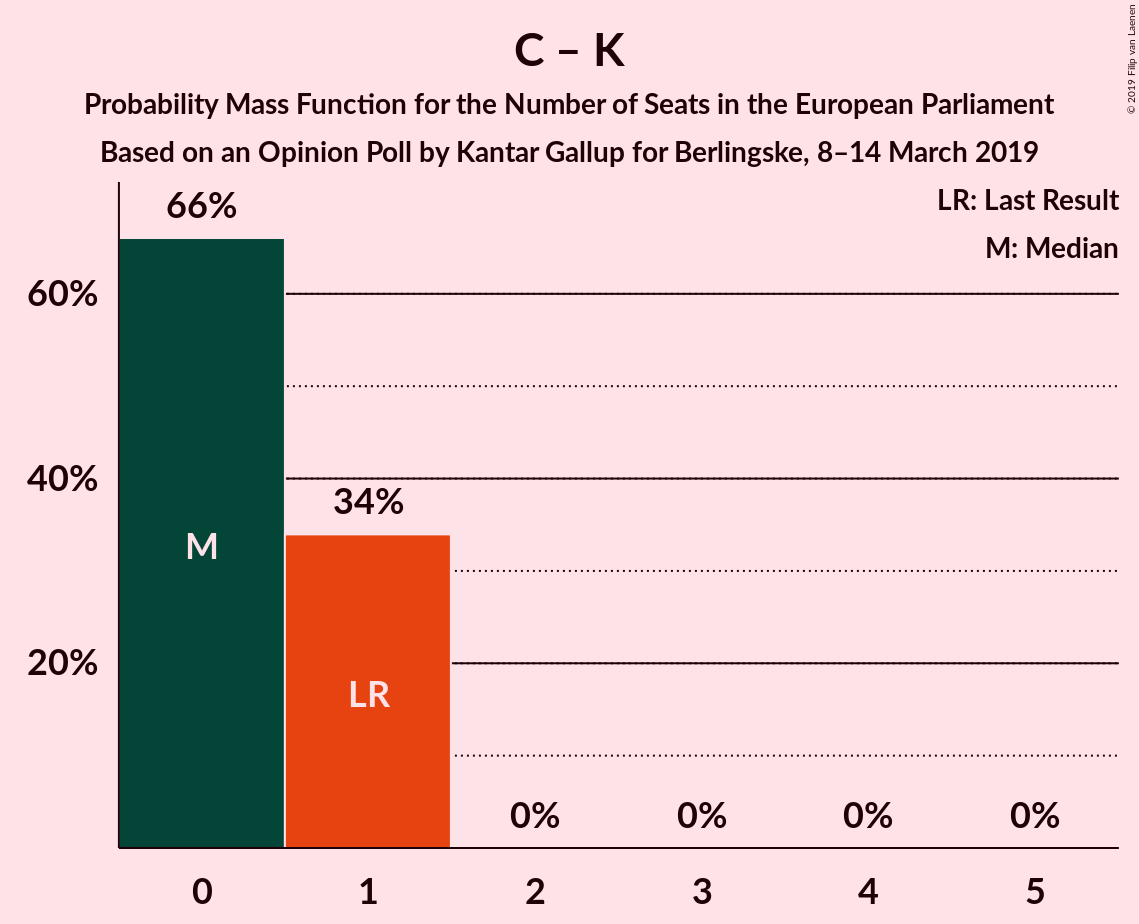 C – K
Probability Mass Function for the Number of Seats in the European Parliament
Based on an Opinion Poll by Kantar Gallup for Berlingske, 8–14 March 2019
© 2019 Filip van Laenen
LR: Last Result
M: Median
66%
60%
40%
34%
M
20%
LR
0% 0% 0% 0%
0 1 2 3 4 5